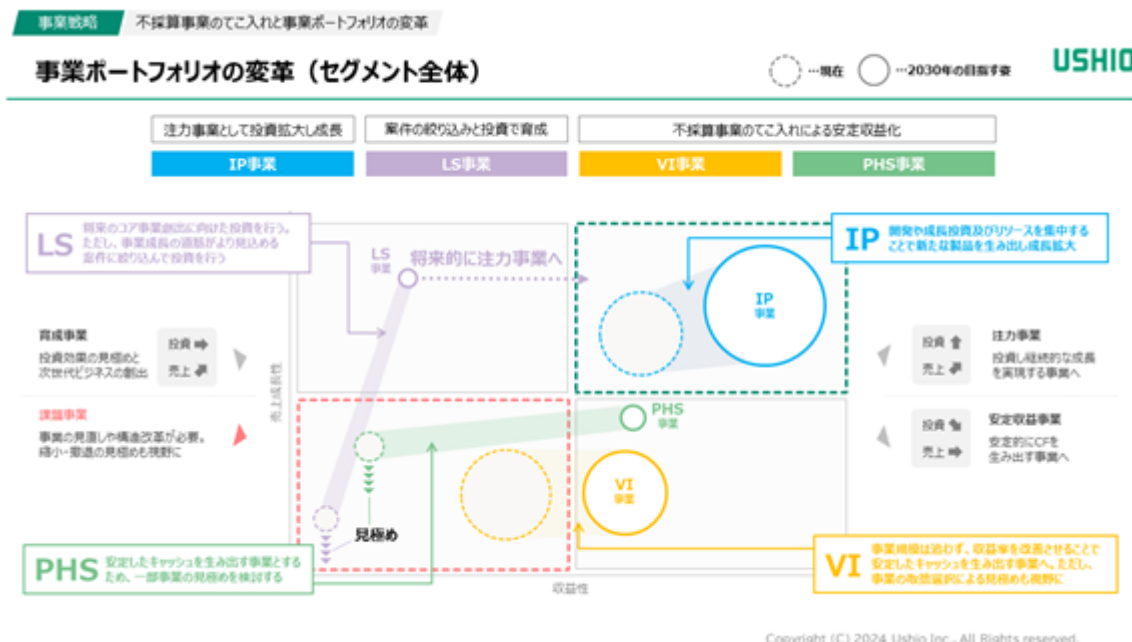 事業戦略 不採算事業のてこ入れと事業ポートフォリオの変革
事業ポートフォリオの変革（セグメント全体）
…現在 …2030年の目指す姿
USHIO
注力事業として投資拡大し成長
案件の絞り込みと投資で育成
不採算事業のてこ入れによる安定収益化
IP事業
LS事業
VI事業
PHS事業
LS
将来のコア事業創出に向けた投資を行う。
ただし、事業成長の道筋がより見込める
案件に絞り込んで投資を行う
LS
事業
将来的に注力事業へ
IP
開発や成長投資及びリソースを集中する
ことで新たな製品を生み出し成長拡大
IP
事業
育成事業
投資効果の見極めと
次世代ビジネスの創出
投資 ➡
売上
課題事業
事業の見直しや構造改革が必要。
縮小・撤退の見極めも視野に
売上成長性
投資
売上
注力事業
投資し継続的な成長
を実現する事業へ
投資
売上 ➡
安定収益事業
安定的にCFを
生み出す事業へ
PHS
事業
VI
事業
見極め
PHS
安定したキャッシュを生み出す事業とする
ため、一部事業の見極めを検討する
収益性
VI
事業規模は追わず、収益率を改善させることで
安定したキャッシュを生み出す事業へ。ただし、
事業の取捨選択による見極めも視野に
Copyright (C) 2024 Ushio Inc., All Rights reserved.